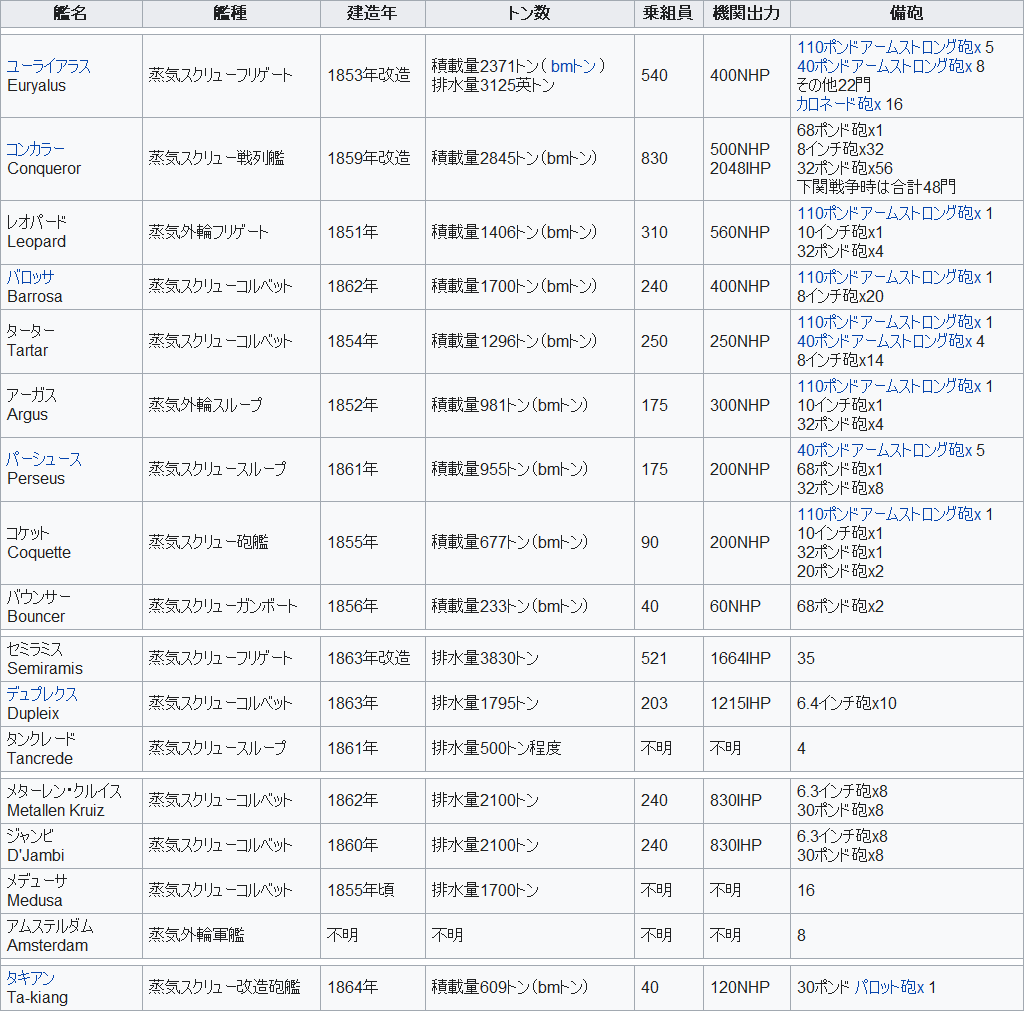 艦名 艦種 建造年 トン数 乗組員 機関出力 備砲
ユーライアラス
Euryalus
蒸気スクリューフリゲート
1853年改造
積載量2371トン( bmトン )
排水量3125英トン
540
400NHP
110ポンドアームストロング砲x 5
40ポンドアームストロング砲x 8
その他22門
カロネード砲x 16
コンカラー
Conqueror
蒸気スクリュー戦列艦
1859年改造
積載量2845トン(bmトン)
830
500NHP
2048IHP
68ポンド砲x1
8インチ砲x32
32ポンド砲x56
下関戦争時は合計48門
レオパード
Leopard
蒸気外輪フリゲート
1851年
積載量1406トン(bmトン)
310
560NHP
110ポンドアームストロング砲x 1
10インチ砲x1
32ポンド砲x4
バロッサ
Barrosa
蒸気スクリューコルベット
1862年
積載量1700トン(bmトン)
240
400NHP
110ポンドアームストロング砲x 1
8インチ砲x20
ターター
Tartar
蒸気スクリューコルベット
1854年
積載量1296トン(bmトン)
250
250NHP
110ポンドアームストロング砲x 1
40ポンドアームストロング砲x 4
8インチ砲x14
アーガス
Argus
蒸気外輪スループ
1852年
積載量981トン(bmトン)
175
300NHP
110ポンドアームストロング砲x 1
10インチ砲x1
32ポンド砲x4
パーシュース
Perseus
蒸気スクリュースループ
1861年
積載量955トン(bmトン)
175
200NHP
40ポンドアームストロング砲x 5
68ポンド砲x1
32ポンド砲x8
コケット
Coquette
蒸気スクリュー砲艦
1855年
積載量677トン(bmトン)
90
200NHP
110ポンドアームストロング砲x 1
10インチ砲x1
32ポンド砲x1
20ポンド砲x2
バウンサー
Bouncer
蒸気スクリューガンボート
1856年
積載量233トン(bmトン)
40
60NHP
68ポンド砲x2
セミラミス
Semiramis
蒸気スクリューフリゲート
1863年改造
排水量3830トン
521
1664IHP
35
デュプレクス
Dupleix
蒸気スクリューコルベット
1863年
排水量1795トン
203
1215IHP
6.4インチ砲x10
タンクレード
Tancrede
蒸気スクリュースループ
1861年
排水量500トン程度
不明
不明
4
メターレン・クルイス
Metallen Kruiz
蒸気スクリューコルベット
1862年
排水量2100トン
240
830IHP
6.3インチ砲x8
30ポンド砲x8
ジャンビ
D'Jambi
蒸気スクリューコルベット
1860年
排水量2100トン
240
830IHP
6.3インチ砲x8
30ポンド砲x8
メデューサ
Medusa
蒸気スクリューコルベット
1855年頃
排水量1700トン
不明
不明
16
アムステルダム
Amsterdam
蒸気外輪軍艦
不明
不明
不明
不明
8
タキアン
Ta-kiang
蒸気スクリュー改造砲艦
1864年
積載量609トン(bmトン)
40
120NHP
30ポンド パロット砲x 1